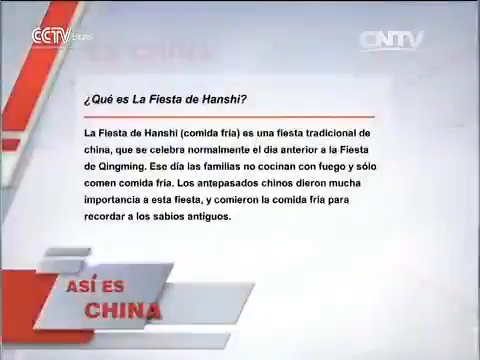 CCTV Español
CNTV
ES CHINA
¿Qué es La Fiesta de Hanshi?
La Fiesta de Hanshi (comida fría) es una fiesta tradicional de
china, que se celebra normalmente el día anterior a la Fiesta
de Qingming. Ese día las familias no cocinan con fuego y sólo
comen comida fría. Los antepasados chinos dieron mucha
importancia a esta fiesta, y comieron la comida fría para
recordar a los sabios antiguos.
ASÍ ES
CHINA